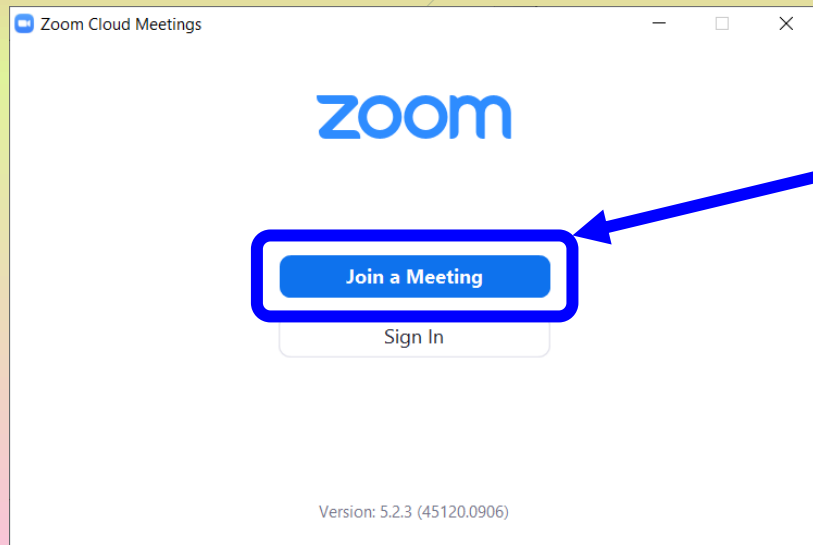 Zoom Cloud Meetings
zoom
Join a Meeting
Sign In
Version: 5.2.3 (45120.0906)